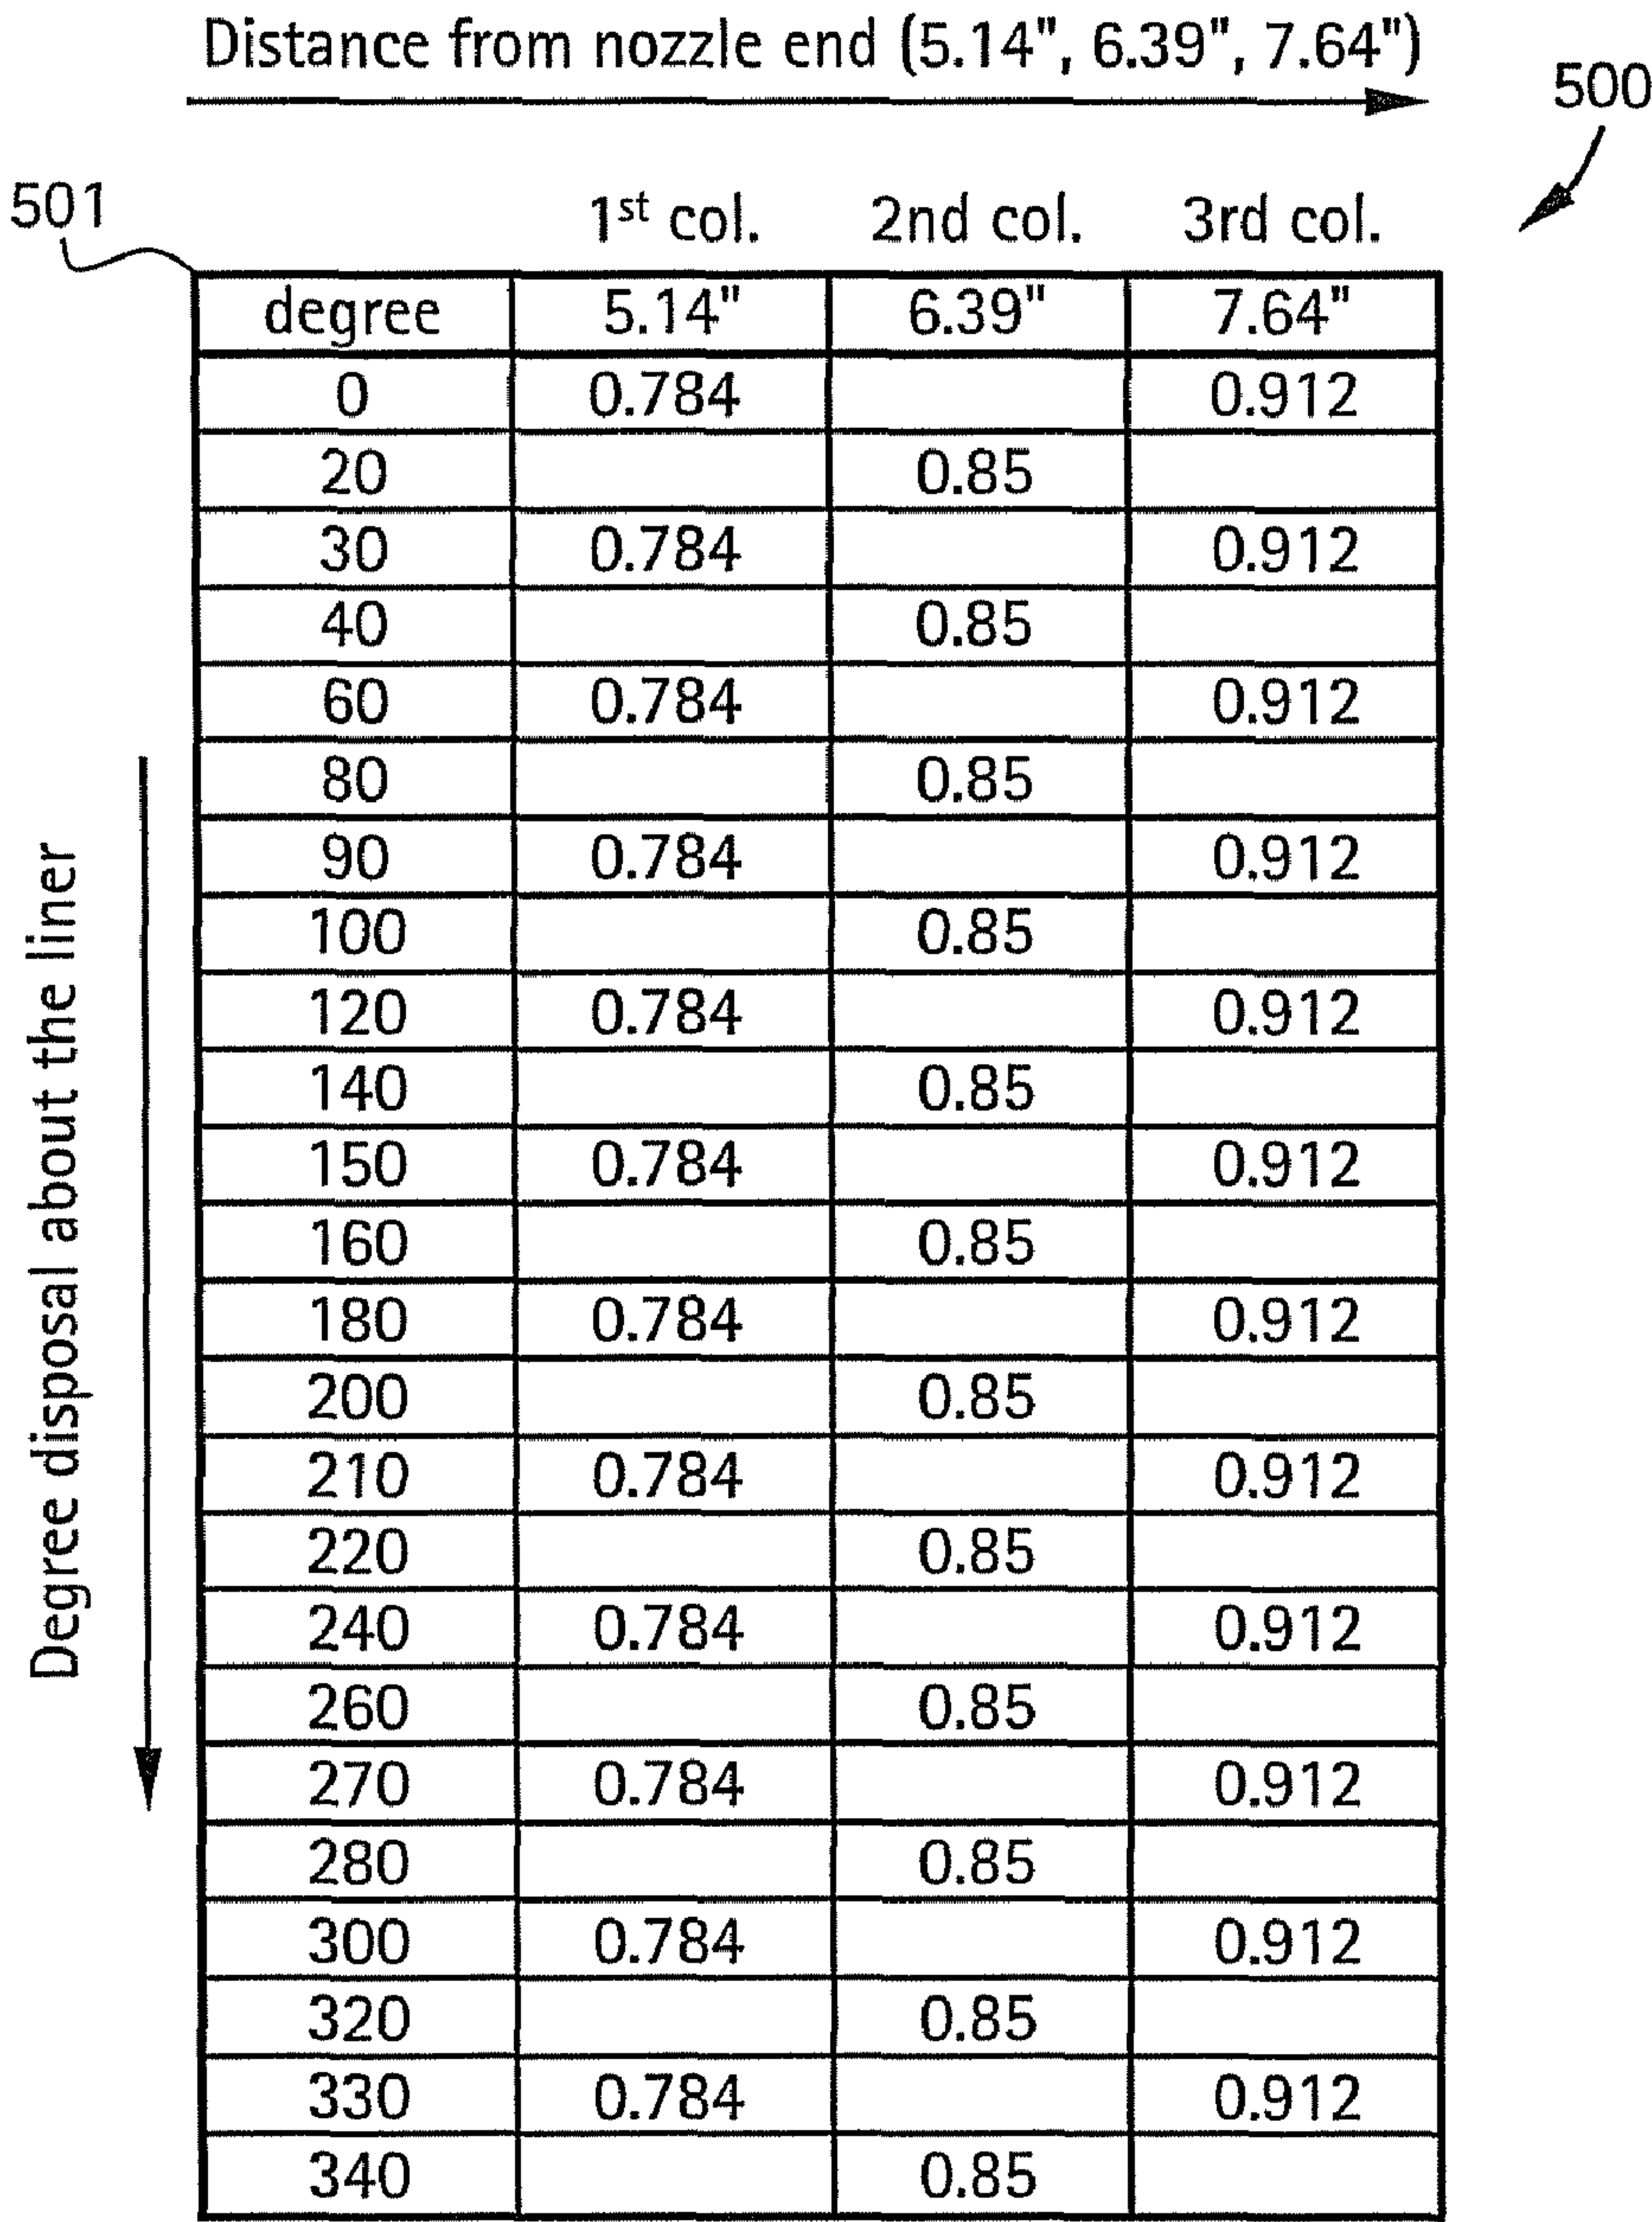 Distance from nozzle end (5.14", 6.39", 7.64")
500
501
1st col. 2nd col. 3rd col.
degree 5.14" 6.39" 7.64"
0 0.784 0.912
20 0.85
30 0.784 0.912
40 0.85
60 0.784 0.912
80 0.85
90 0.784 0.912
100 0.85
120 0.784 0.912
140 0.85
150 0.784 0.912
160 0.85
180 0.784 0.912
200 0.85
210 0.784 0.912
220 0.85
240 0.784 0.912
260 0.85
270 0.784 0.912
280 0.85
300 0.784 0.912
320 0.85
330 0.784 0.912
340 0.85
Degree disposal about the liner